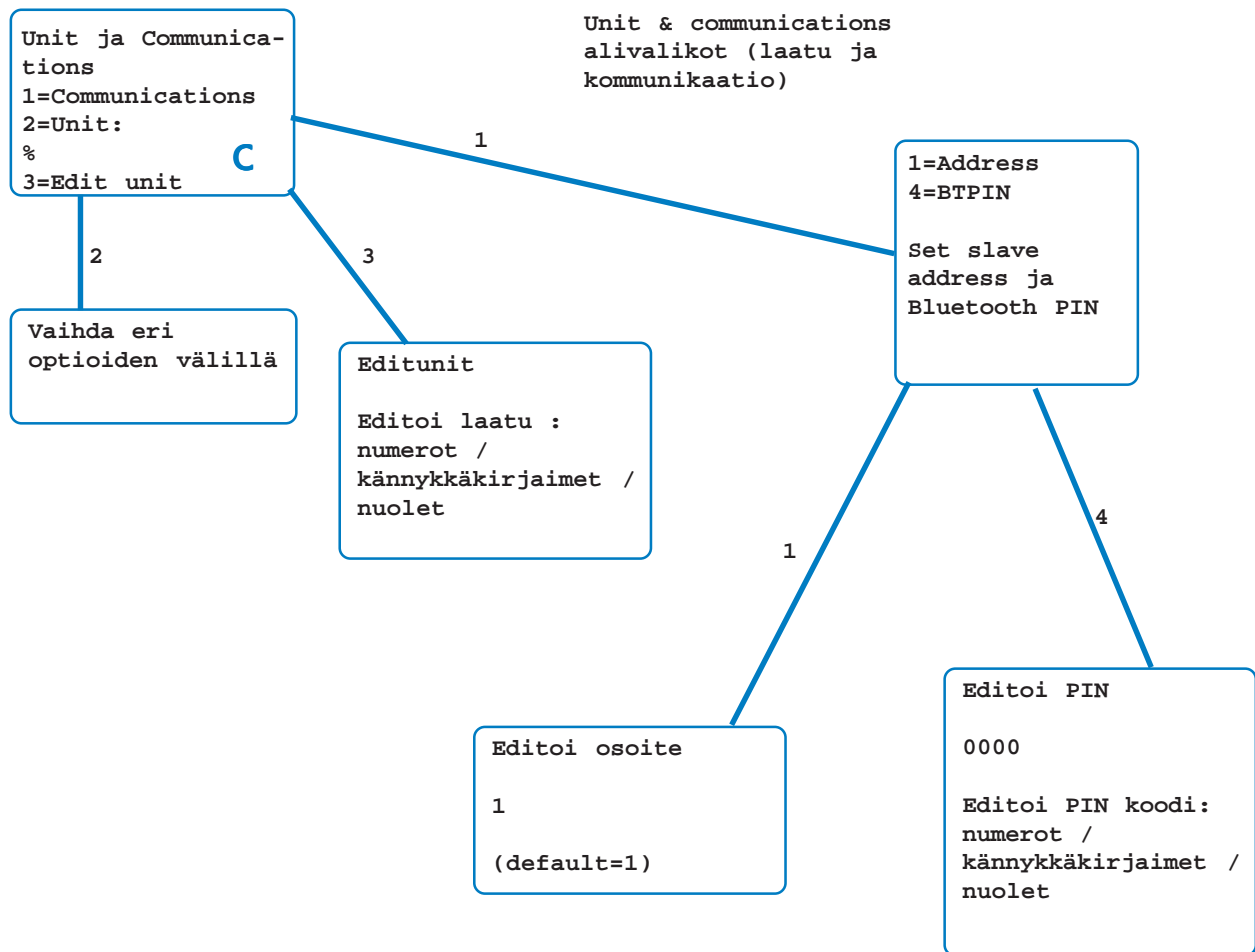 Unit ja Communica-
tions
1=Communications
2=Unit:
%
3=Edit unit
C
Unit & communications
alivalikot (laatu ja
kommunikaatio)
1
2
3
1=Address
4=BTPIN
Set slave
address ja
Bluetooth PIN
Vaihda eri
optioiden välillä
Editunit
Editoi laatu :
numerot /
kännykkäkirjaimet /
nuolet
1
4
Editoi osoite
1
(default=1)
Editoi PIN
0000
Editoi PIN koodi:
numerot /
kännykkäkirjaimet /
nuolet